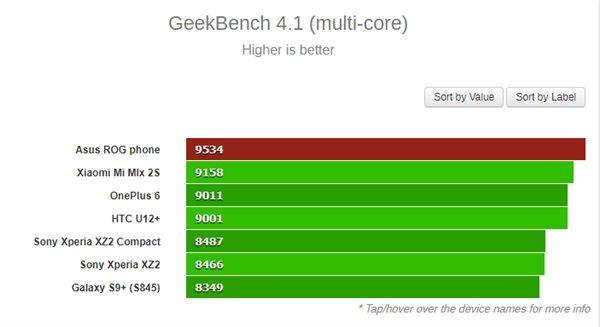 GeekBench 4.1 (multi-core)
Higher is better
Sort by Value Sort by Label
Asus ROG phone 9534
Xiaomi Mi MIx 2S 9158
OnePlus 6 9011
HTC U12+ 9001
Sony Xperia XZ2 Compact 8487
Sony Xperia XZ2 8466
Galaxy S9+ (S845) 8349
* Tap/hover over the device names for more info